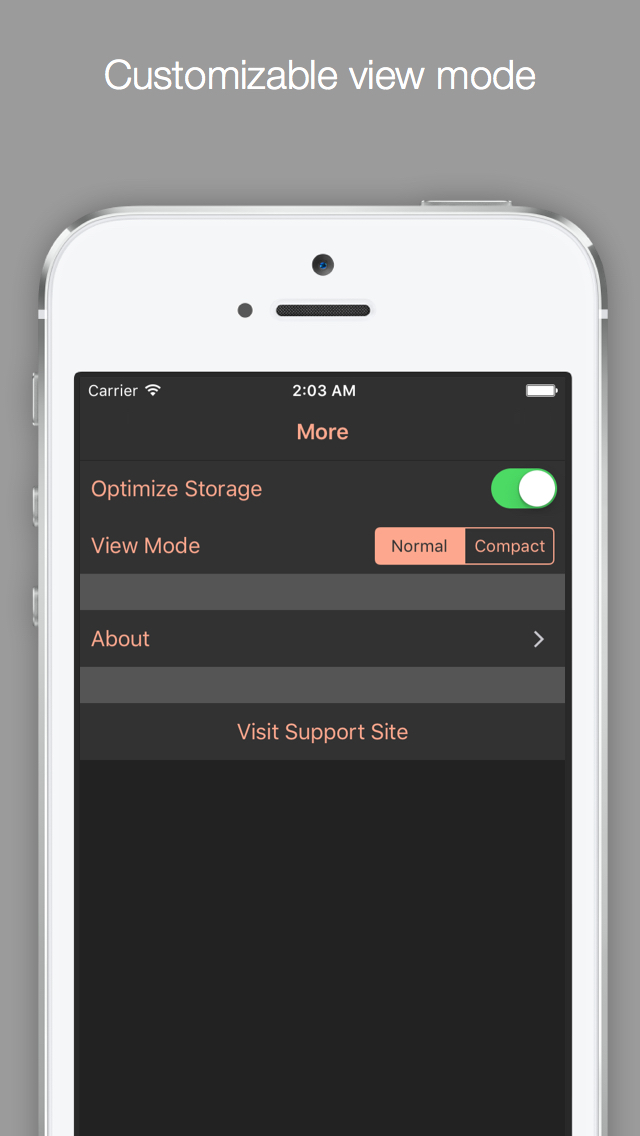 Customizable view mode
Carrier 2:03 AM
More
Optimize Storage
View Mode Normal Compact
About
Visit Support Site